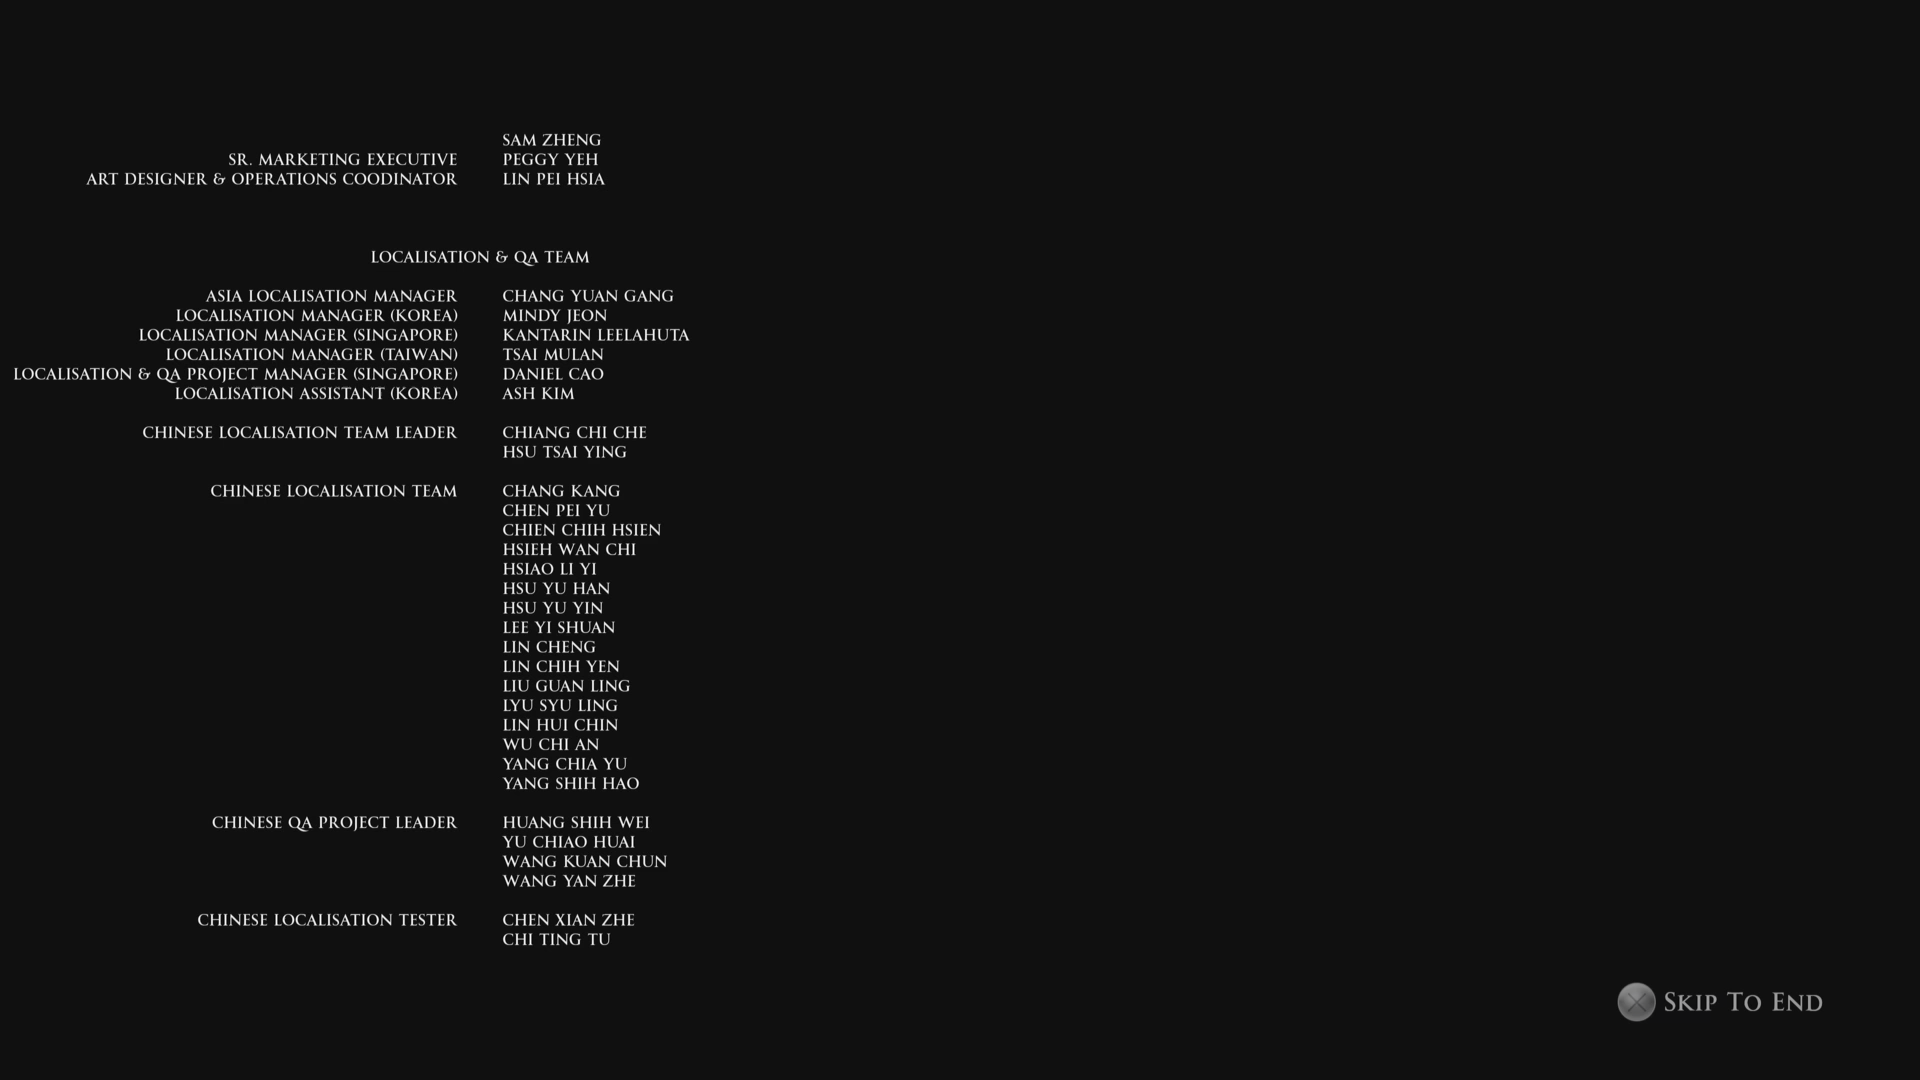 SAM ZHENG
SR. MARKETING EXECUTIVE PEGGY YEH
ART DESIGNER & OPERATIONS COODINATOR LIN PEI HSIA
LOCALISATION & QA TEAM
ASIA LOCALISATION MANAGER CHANG YUAN GANG
LOCALISATION MANAGER (KOREA) MINDY JEON
LOCALISATION MANAGER (SINGAPORE) KANTARIN LEELAHUTA
LOCALISATION MANAGER (TAIWAN) TSAI MULAN
LOCALISATION & QA PROJECT MANAGER (SINGAPORE) DANIEL CAO
LOCALISATION ASSISTANT (KOREA) ASH KIM
CHINESE LOCALISATION TEAM LEADER CHIANG CHI CHE
HSU TSAI YING
CHINESE LOCALISATION TEAM CHANG KANG
CHEN PEI YU
CHIEN CHIH HSIEN
HSIEH WAN CHI
HSIAO LI YI
HSU YU HAN
HSU YU YIN
LEE YI SHUAN
LIN CHENG
LIN CHIH YEN
LIU GUAN LING
LYU SYU LING
LIN HUI CHIN
WU CHI AN
YANG CHIA YU
YANG SHIH HAO
CHINESE QA PROJECT LEADER HUANG SHIH WEI
YU CHIAO HUAI
WANG KUAN CHUN
WANG YAN ZHE
CHINESE LOCALISATION TESTER CHEN XIAN ZHE
CHI TING TU
SKIP TO END